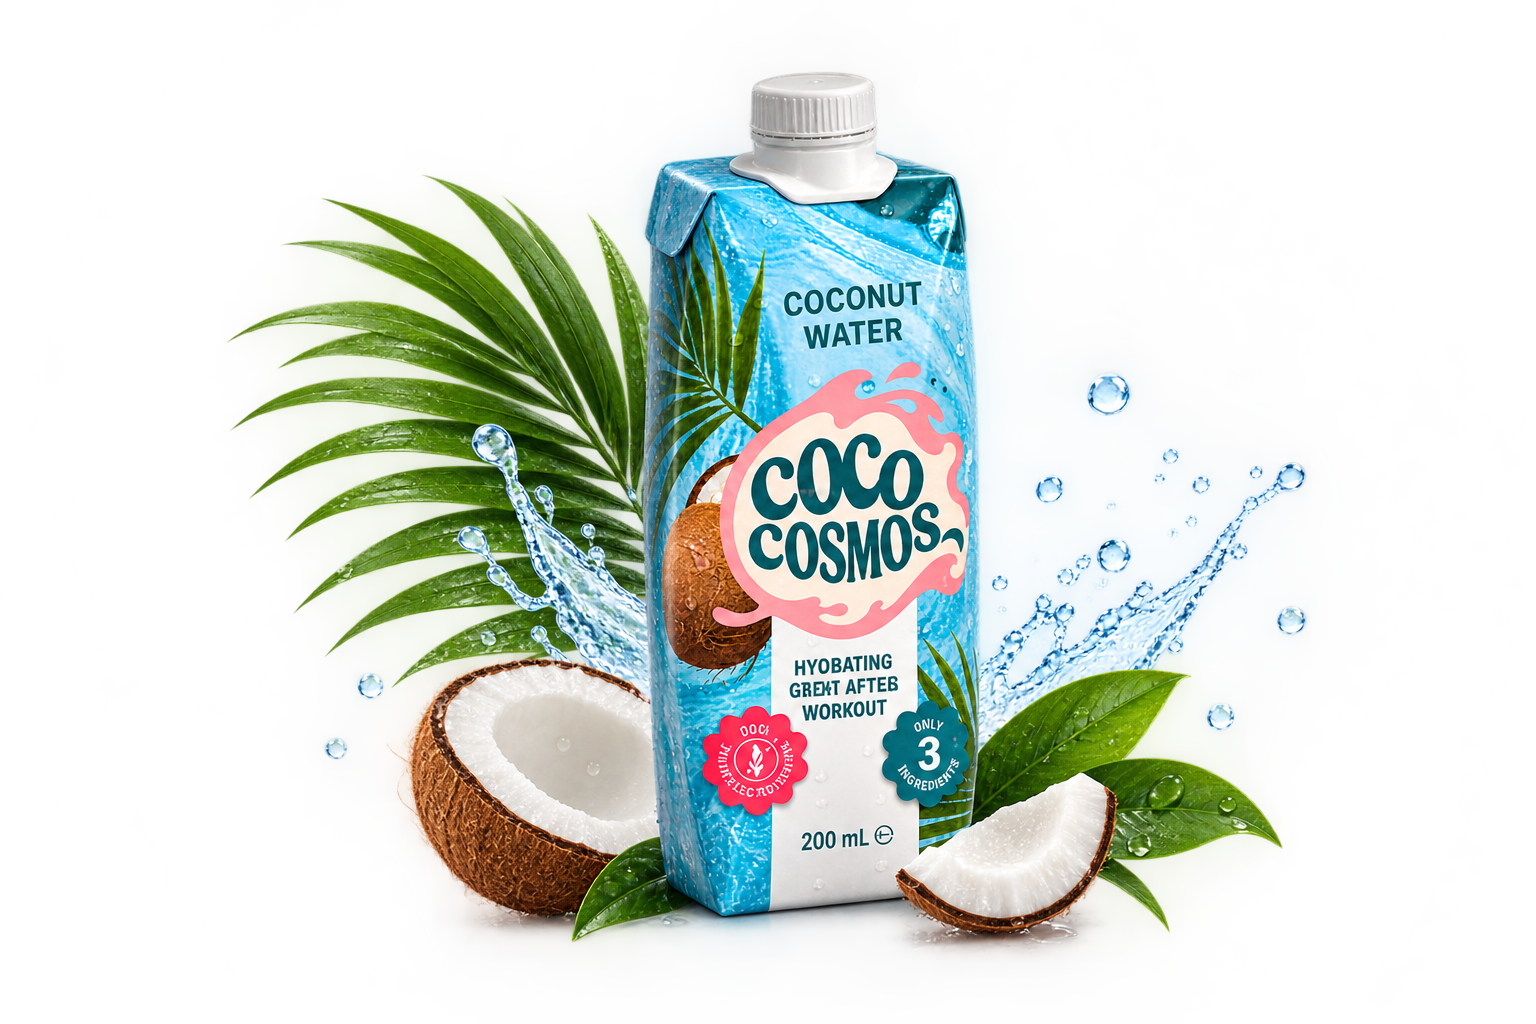 COCONUT
WATER
COCO
COSMOS
HYOBATING
GREXT AFTEB
WORKOUT
ONLY
3
INGREDIENTS
200 mL